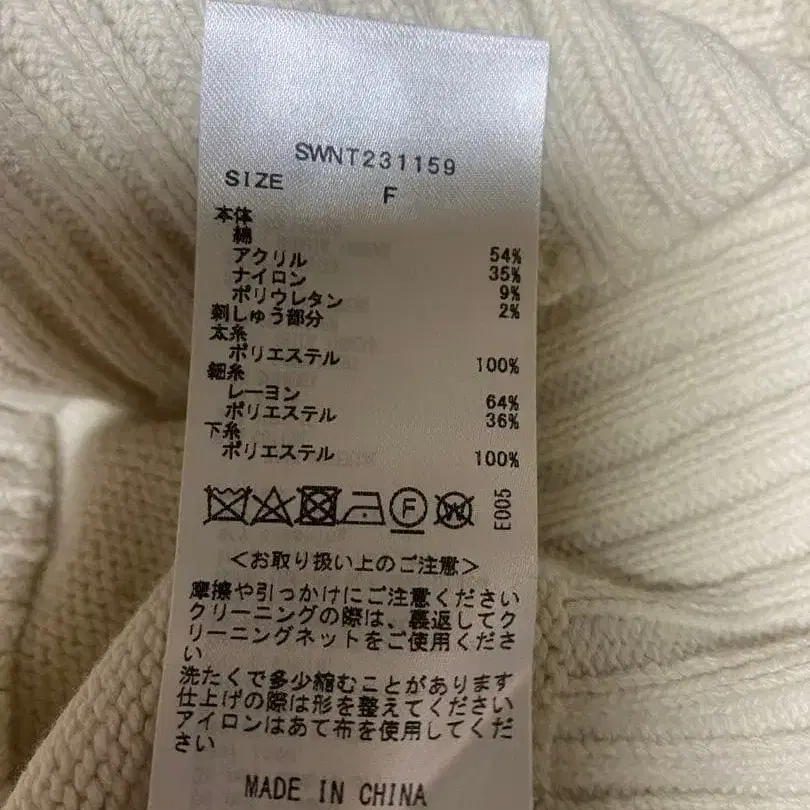 SWNT231159
SIZE F
本体
綿 54%
アクリル 35%
ナイロン 9%
ポリウレタン 2%
刺しゅう部分
太糸
ポリエステル 100%
細糸
レーヨン 64%
ポリエステル 36%
下糸
ポリエステル 100%
F W E005
<お取り扱い上のご注意>
摩擦や引っかけにご注意ください
クリーニングの際は、裏返してク
リーニングネットをご使用くださ
い
洗たくで多少縮むことがあります
仕上げの際は形を整えてください
アイロンはあて布を使用してくだ
さい
MADE IN CHINA